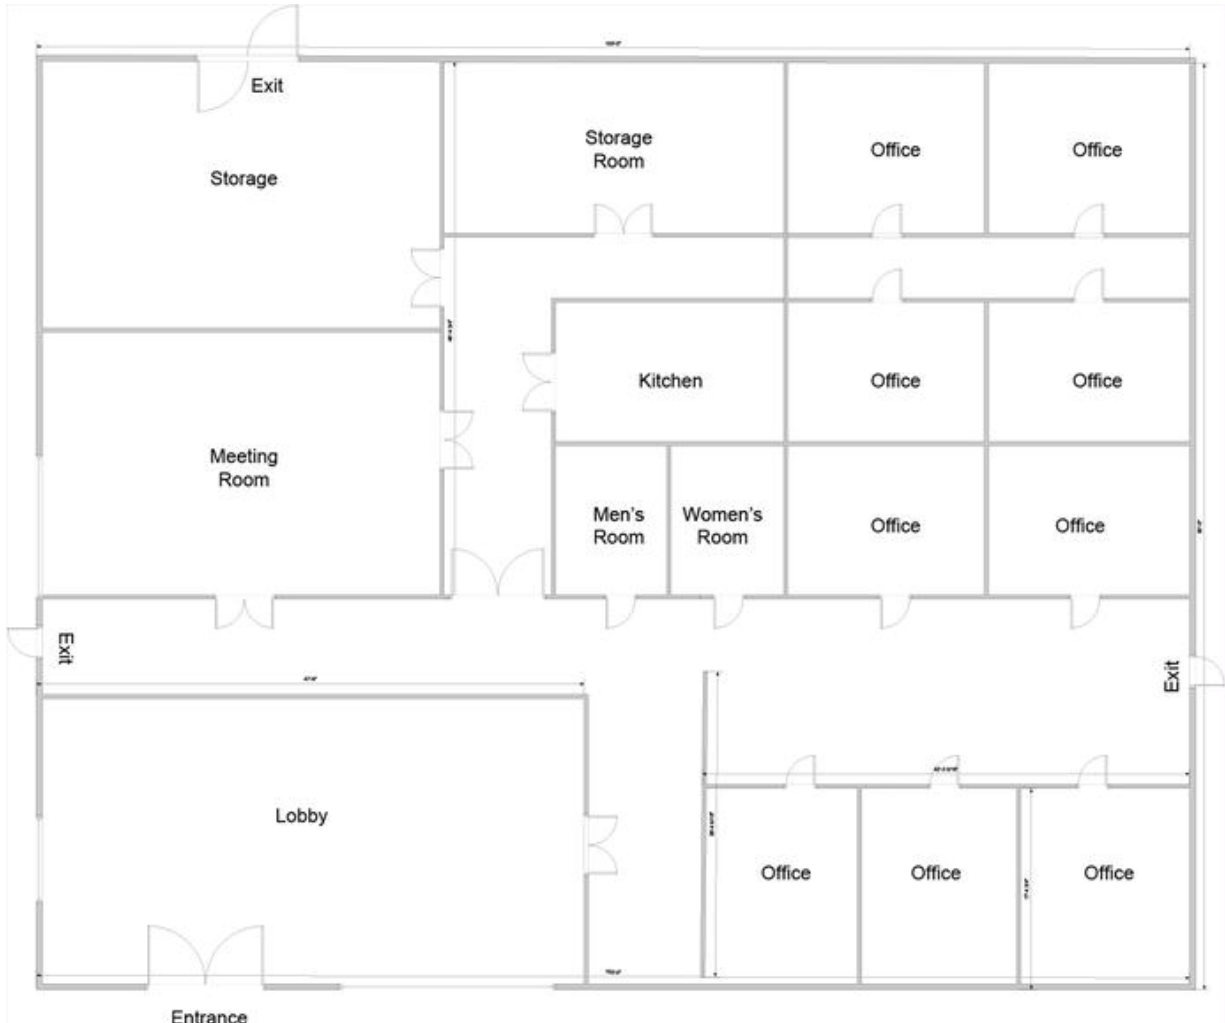 Exit
Storage
Storage
Room
Office
Office
Kitchen
Office
Office
Meeting
Room
Men's
Room
Women's
Room
Office
Office
Exit
Exit
Lobby
Office
Office
Office
Entrance